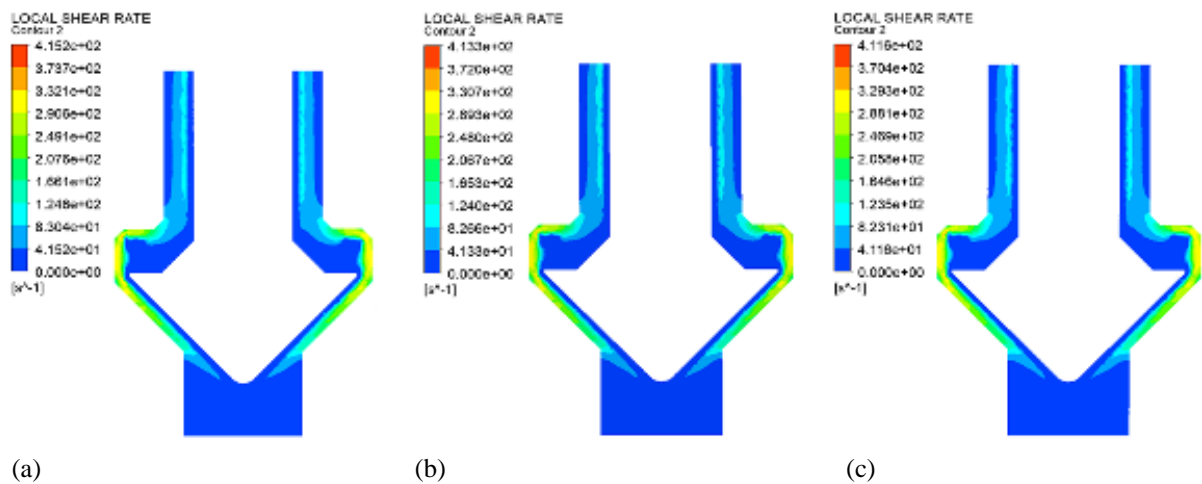 LOCAL SHEAR RATE
Contour 2
4.152e+02
3.737e+02
3.321e+02
2.906e+02
2.491e+02
2.076e+02
1.661e+02
1.246e+02
8.304e+01
4.152e+01
0.000e+00
[s^-1]
(a)
LOCAL SHEAR RATE
Contour 2
4.133e+02
3.720e+02
3.307e+02
2.893e+02
2.480e+02
2.067e+02
1.653e+02
1.240e+02
8.266e+01
4.133e+01
0.000e+00
[s^-1]
(b)
LOCAL SHEAR RATE
Contour 2
4.116e+02
3.704e+02
3.293e+02
2.881e+02
2.469e+02
2.058e+02
1.646e+02
1.235e+02
8.231e+01
4.116e+01
0.000e+00
[s^-1]
(c)